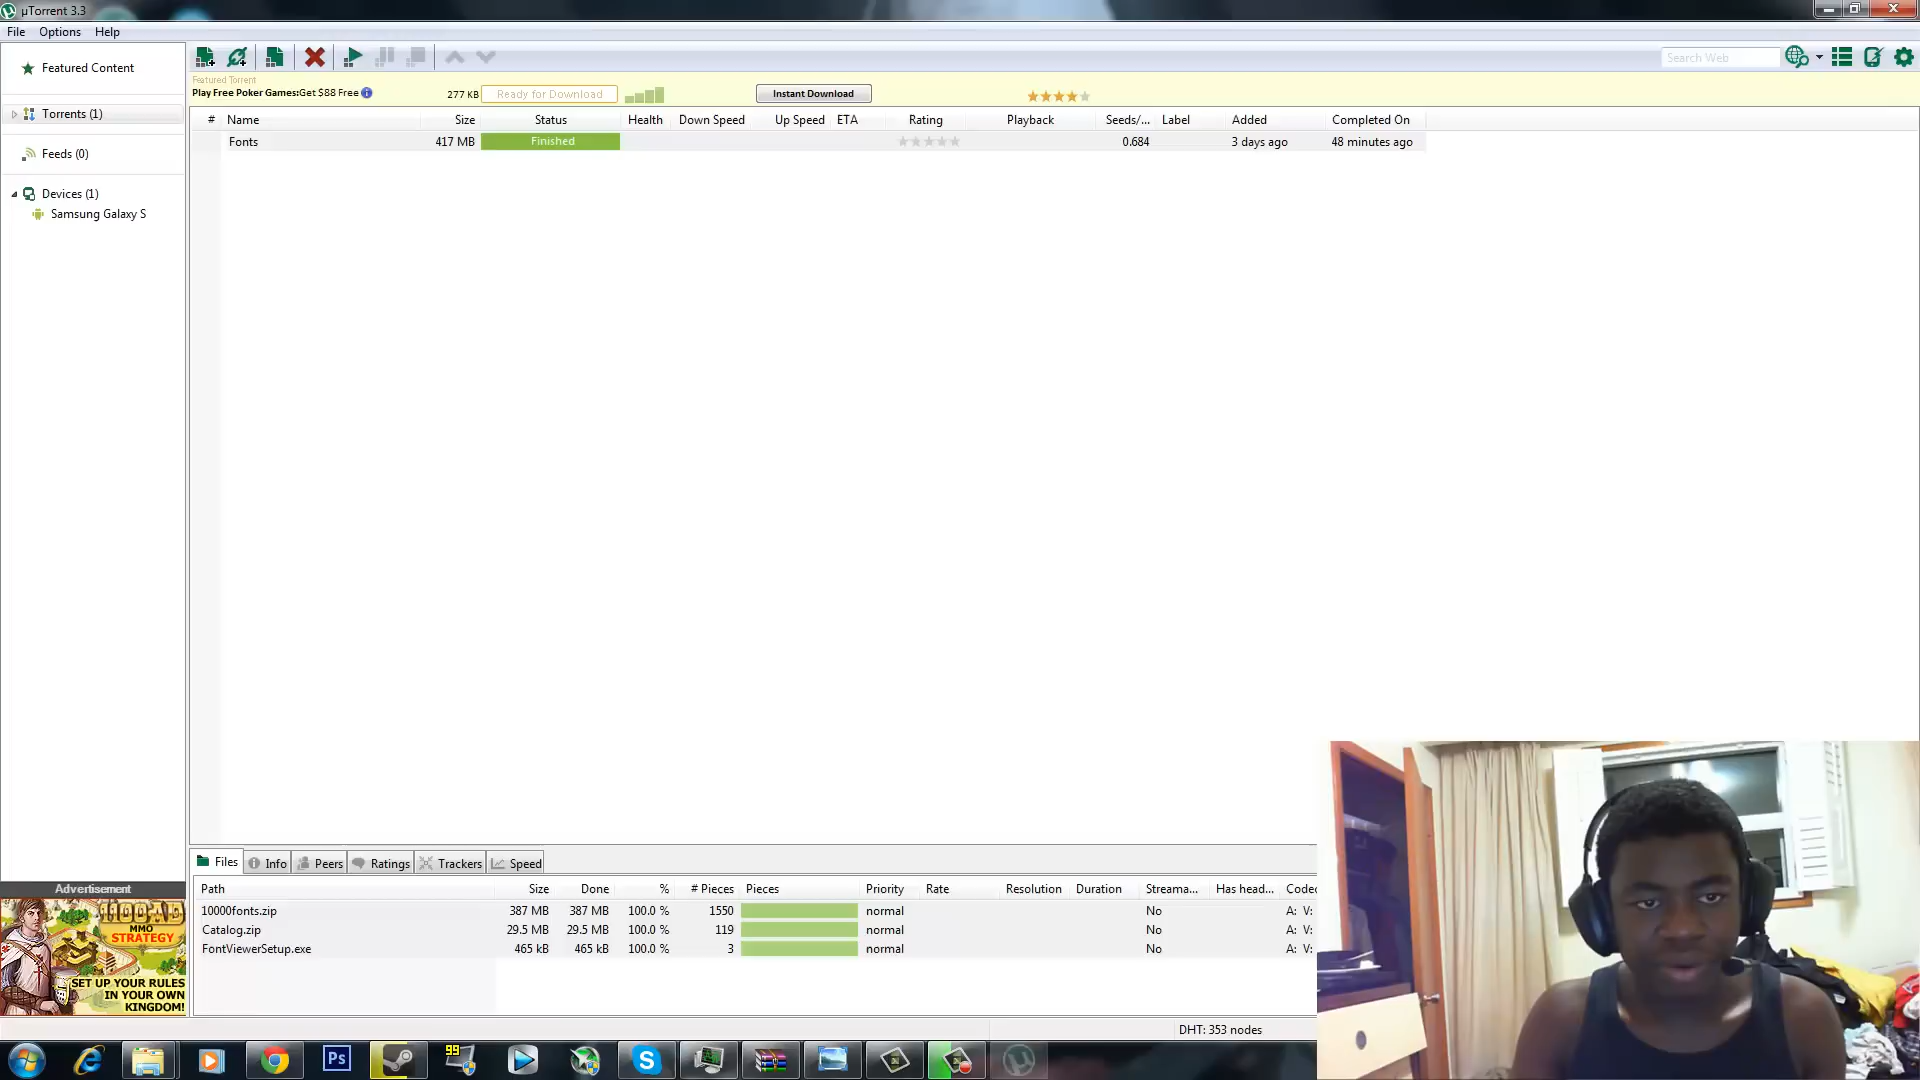 µTorrent 3.3
File Options Help
Featured Content
Torrents (1)
Feeds (0)
Devices (1)
Samsung Galaxy S
Search Web
Featured Torrent
Play Free Poker Games:Get $88 Free 277 KB Ready for Download Instant Download
# Name Size Status Health Down Speed Up Speed ETA Rating Playback Seeds/... Label Added Completed On
Fonts 417 MB Finished 0.684 3 days ago 48 minutes ago
Files Info Peers Ratings Trackers Speed
Path Size Done % # Pieces Pieces Priority Rate Resolution Duration Streama... Has head... Codec
10000fonts.zip 387 MB 387 MB 100.0 % 1550 normal No A: V:
Catalog.zip 29.5 MB 29.5 MB 100.0 % 119 normal No A: V:
FontViewerSetup.exe 465 kB 465 kB 100.0 % 3 normal No A: V:
Advertisement
1100AD
MMO
STRATEGY
SET UP YOUR RULES
IN YOUR OWN
KINGDOM!
DHT: 353 nodes
Ps
99